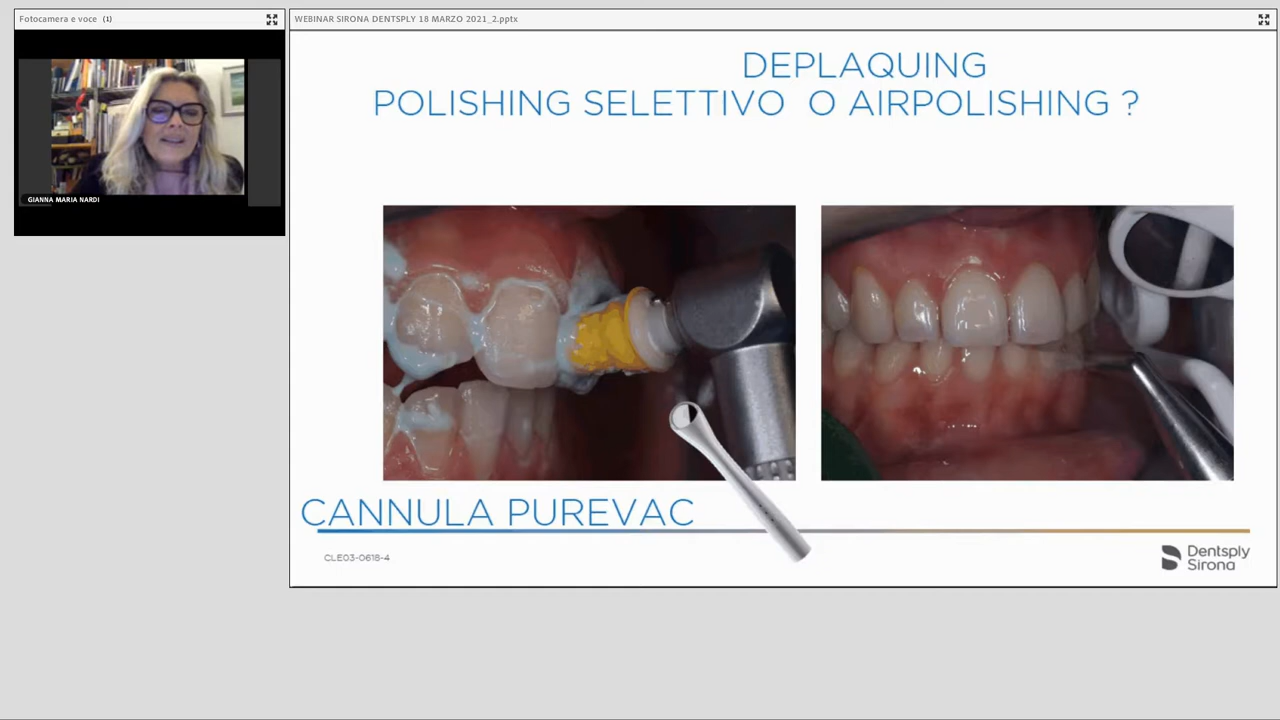 Fotocamera e voce (1)
GIANNA MARIA NARDI
WEBINAR SIRONA DENTSPLY 18 MARZO 2021_2.pptx
DEPLAQUING
POLISHING SELETTIVO O AIRPOLISHING ?
CANNULA PUREVAC
CLE03-0618-4
Dentsply
Sirona